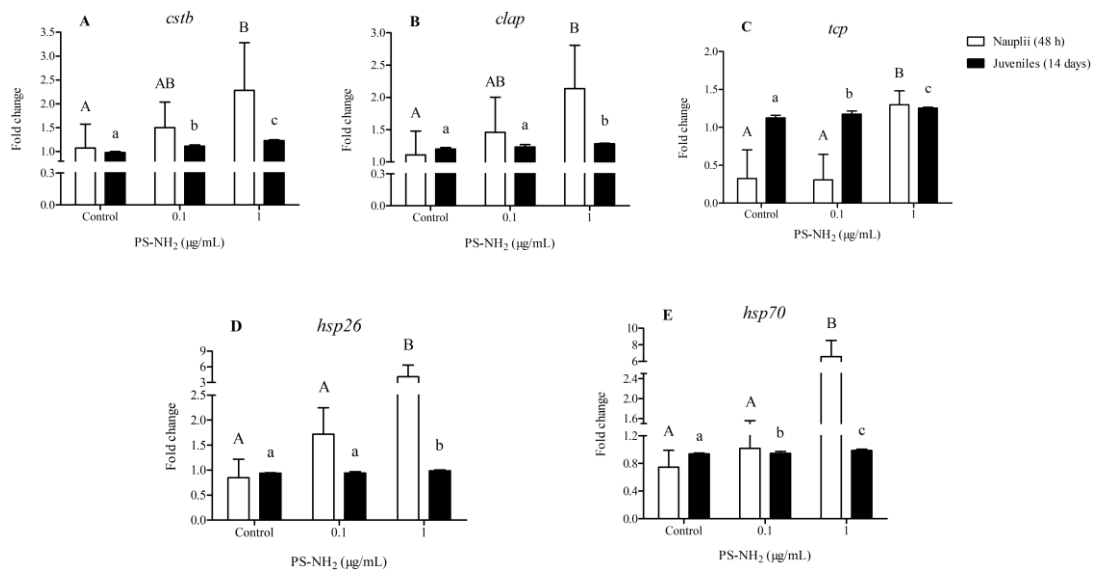 A
cstb
Fold change
3.5
3.0
2.5
2.0
1.5
1.0
0.3
0.0
A
a
AB
b
B
c
Control
0.1
1
PS-NH₂ (µg/mL)
B
clap
Fold change
3.0
2.5
2.0
1.5
1.0
0.3
0.0
A
a
AB
a
B
b
Control
0.1
1
PS-NH₂ (µg/mL)
C
tcp
Fold change
2.0
1.5
1.0
0.5
0.0
A
a
A
b
B
c
Control
0.1
1
PS-NH₂ (µg/mL)
Nauplii (48 h)
Juveniles (14 days)
D
hsp26
Fold change
9
6
3
2.5
2.0
1.5
1.0
0.5
0.0
A
a
A
a
B
b
Control
0.1
1
PS-NH₂ (µg/mL)
E
hsp70
Fold change
10
8
6
2.4
2.0
1.6
1.2
0.8
0.4
0.0
A
a
A
b
B
c
Control
0.1
1
PS-NH₂ (µg/mL)